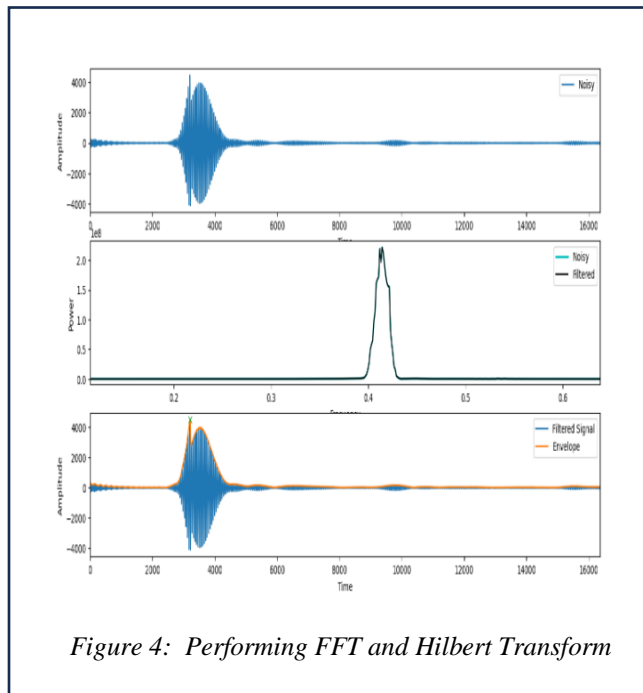 Noisy
4000
2000
0
−2000
−4000
Amplitude
0 2000 4000 6000 8000 10000 12000 14000 16000
Time
1e8
Noisy
Filtered
2.0
1.5
1.0
0.5
0.0
Power
0.2 0.3 0.4 0.5 0.6
Frequency
Filtered Signal
Envelope
4000
2000
0
−2000
−4000
Amplitude
0 2000 4000 6000 8000 10000 12000 14000 16000
Time
Figure 4: Performing FFT and Hilbert Transform